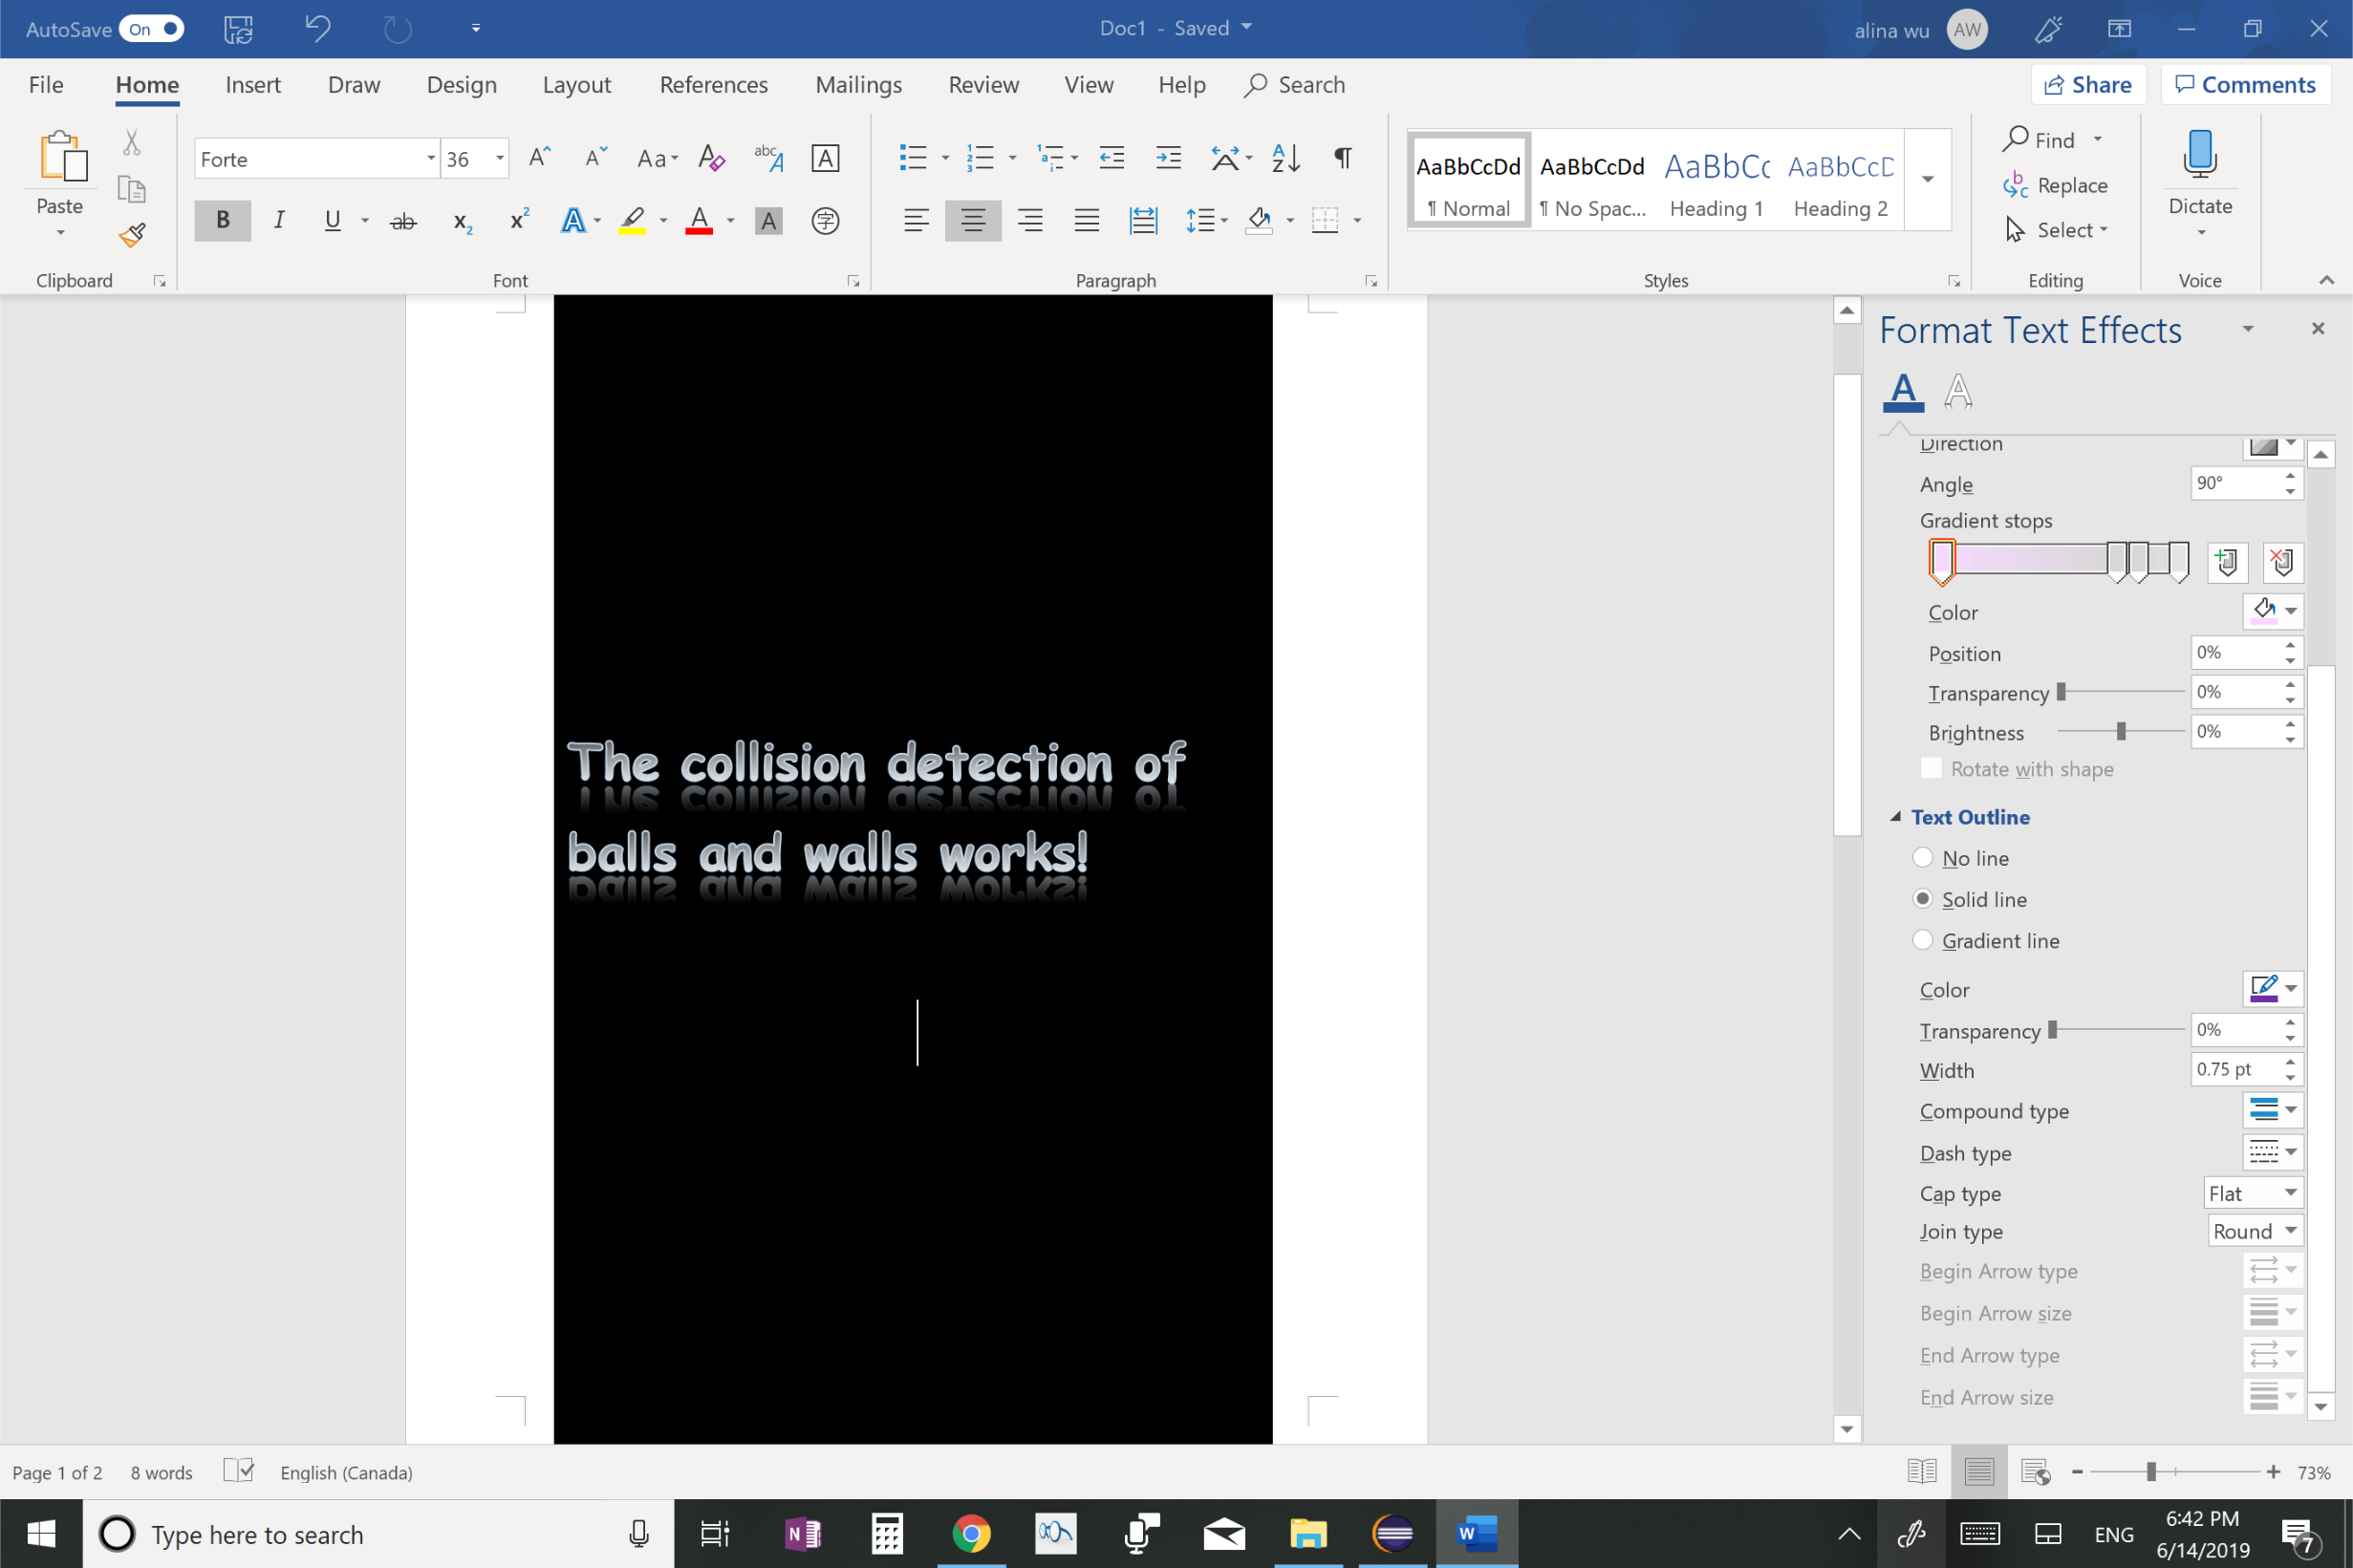 AutoSave On
Doc1 - Saved
alina wu AW
File Home Insert Draw Design Layout References Mailings Review View Help Search
Share Comments
Paste
Clipboard
Forte 36
Font
Paragraph
AaBbCcDd AaBbCcDd AaBbCc AaBbCcD
¶ Normal ¶ No Spac... Heading 1 Heading 2
Styles
Find
Replace
Select
Editing
Dictate
Voice
The collision detection of
balls and walls works!
Format Text Effects
Direction
Angle 90°
Gradient stops
Color
Position 0%
Transparency 0%
Brightness 0%
Rotate with shape
Text Outline
No line
Solid line
Gradient line
Color
Transparency 0%
Width 0.75 pt
Compound type
Dash type
Cap type Flat
Join type Round
Begin Arrow type
Begin Arrow size
End Arrow type
End Arrow size
Page 1 of 2 8 words English (Canada)
73%
Type here to search
ENG
6:42 PM
6/14/2019
7